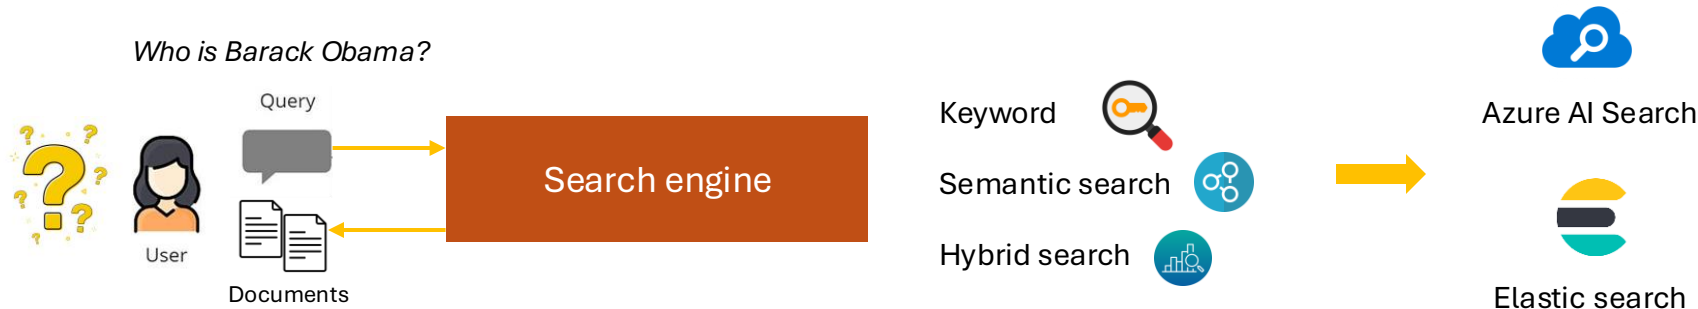 Who is Barack Obama?
Query
User
Documents
Search engine
Keyword
Semantic search
Hybrid search
Azure AI Search
Elastic search